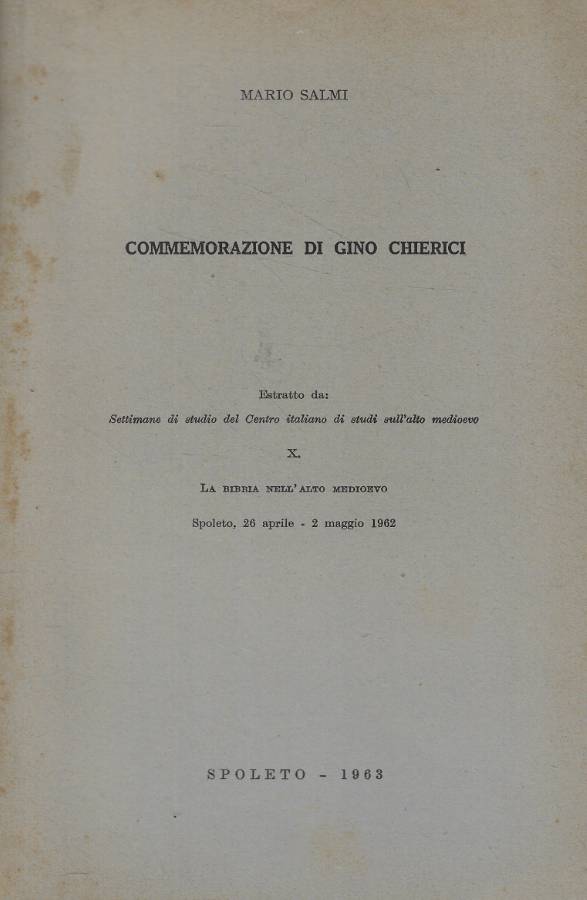 MARIO SALMI
COMMEMORAZIONE DI GINO CHIERICI
Estratto da:
Settimane di studio del Centro italiano di studi sull'alto medioevo
X.
LA BIBBIA NELL'ALTO MEDIOEVO
Spoleto, 26 aprile - 2 maggio 1962
SPOLETO - 1963